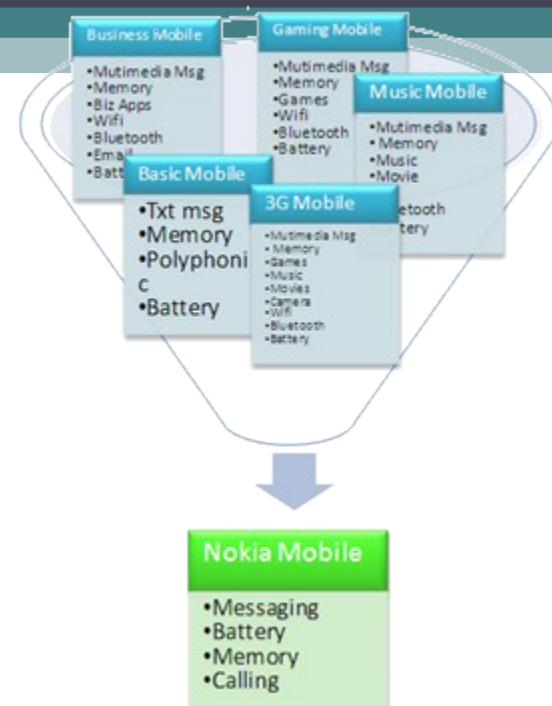 Business Mobile
•Mutimedia Msg
•Memory
•Biz Apps
•Wifi
•Bluetooth
•Email
Gaming Mobile
•Mutimedia Msg
•Memory
•Games
•Wifi
•Bluetooth
•Battery
Music Mobile
•Mutimedia Msg
• Memory
•Music
•Movie
Basic Mobile
•Txt msg
•Memory
•Polyphoni
c
•Battery
3G Mobile
•Mutimedia Msg
• Memory
•Games
•Music
•Movies
•Camera
•Wifi
•Bluetooth
•Battery
Nokia Mobile
•Messaging
•Battery
•Memory
•Calling